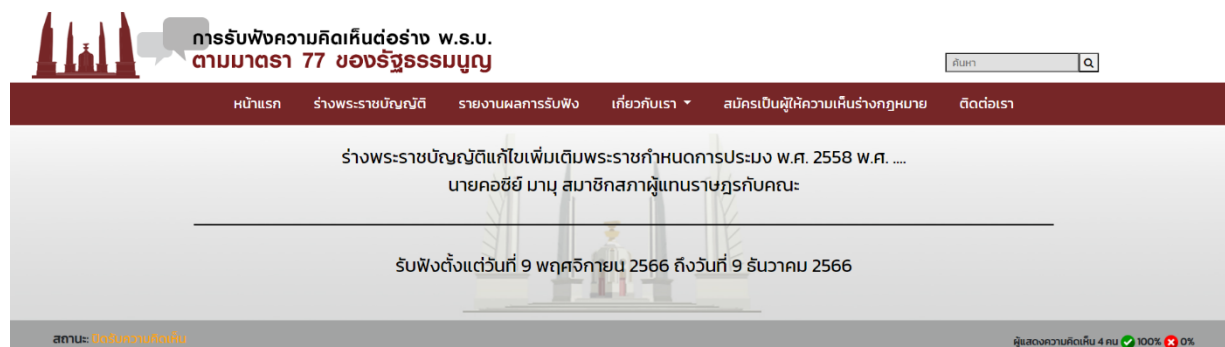 การรับฟังความคิดเห็นต่อร่าง พ.ร.บ.
ตามมาตรา 77 ของรัฐธรรมนูญ
ค้นหา
หน้าแรก ร่างพระราชบัญญัติ รายงานผลการรับฟัง เกี่ยวกับเรา สมัครเป็นผู้ให้ความเห็นร่างกฎหมาย ติดต่อเรา
ร่างพระราชบัญญัติแก้ไขเพิ่มเติมพระราชกำหนดการประมง พ.ศ. 2558 พ.ศ. ....
นายคอซีย์ มามุ สมาชิกสภาผู้แทนราษฎรกับคณะ
รับฟังตั้งแต่วันที่ 9 พฤศจิกายน 2566 ถึงวันที่ 9 ธันวาคม 2566
สถานะ: ปิดรับความคิดเห็น
ผู้แสดงความคิดเห็น 4 คน 100% 0%